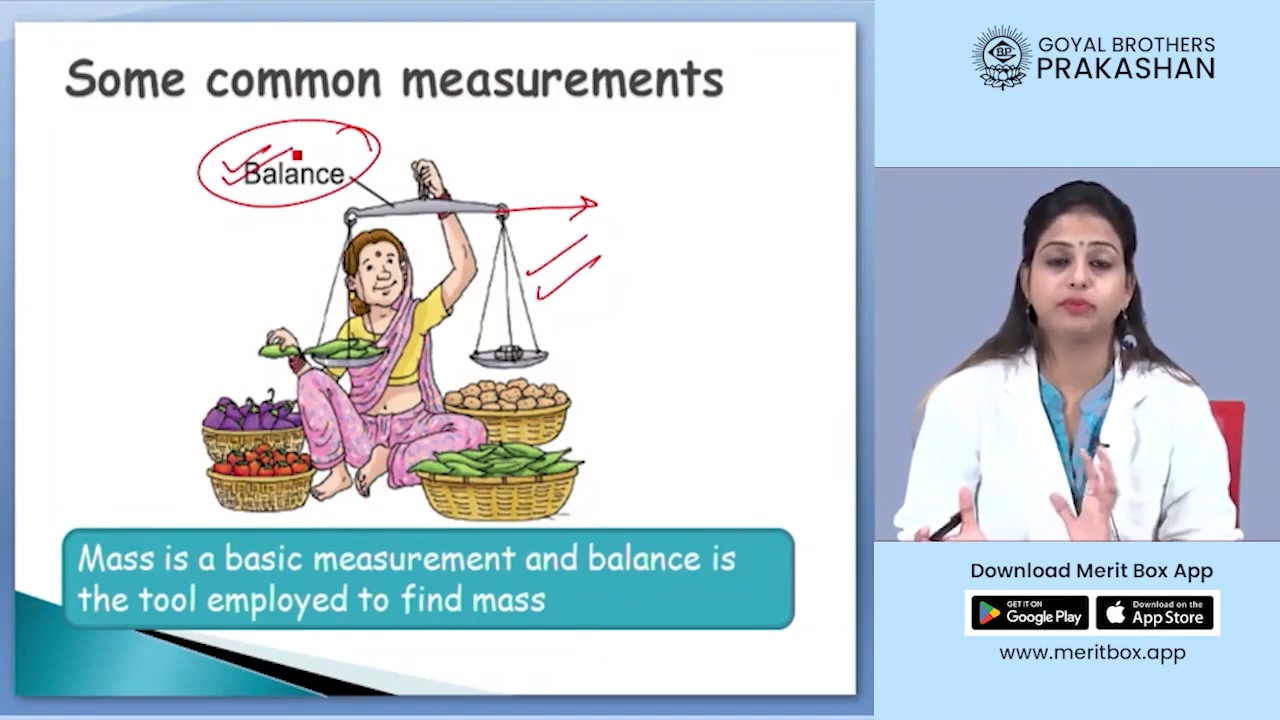 Some common measurements
Balance
Mass is a basic measurement and balance is
the tool employed to find mass
BP
GOYAL BROTHERS
PRAKASHAN
Download Merit Box App
GET IT ON
Google Play
Download on the
App Store
www.meritbox.app